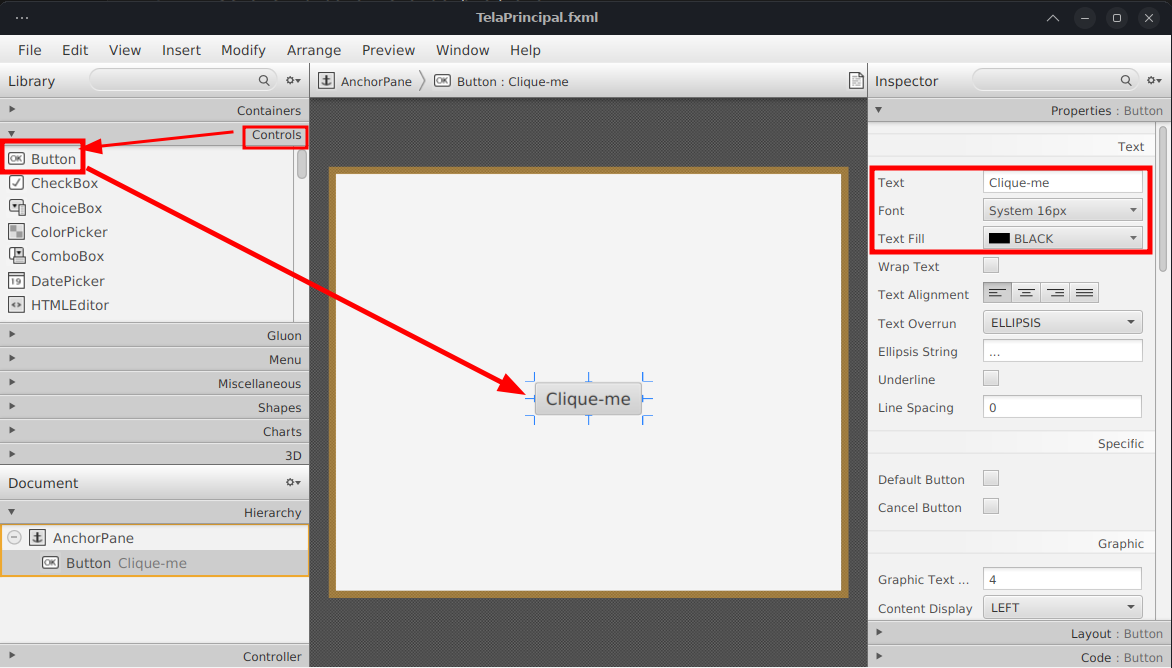 TelaPrincipal.fxml
File Edit View Insert Modify Arrange Preview Window Help
Library
Containers
Controls
OK Button
CheckBox
ChoiceBox
ColorPicker
ComboBox
19 DatePicker
HTMLEditor
Gluon
Menu
Miscellaneous
Shapes
Charts
3D
Document
Hierarchy
AnchorPane
OK Button Clique-me
Controller
AnchorPane OK Button : Clique-me
Clique-me
Inspector
Properties : Button
Text
Text Clique-me
Font System 16px
Text Fill BLACK
Wrap Text
Text Alignment
Text Overrun ELLIPSIS
Ellipsis String ...
Underline
Line Spacing 0
Specific
Default Button
Cancel Button
Graphic
Graphic Text ... 4
Content Display LEFT
Layout : Button
Code : Button